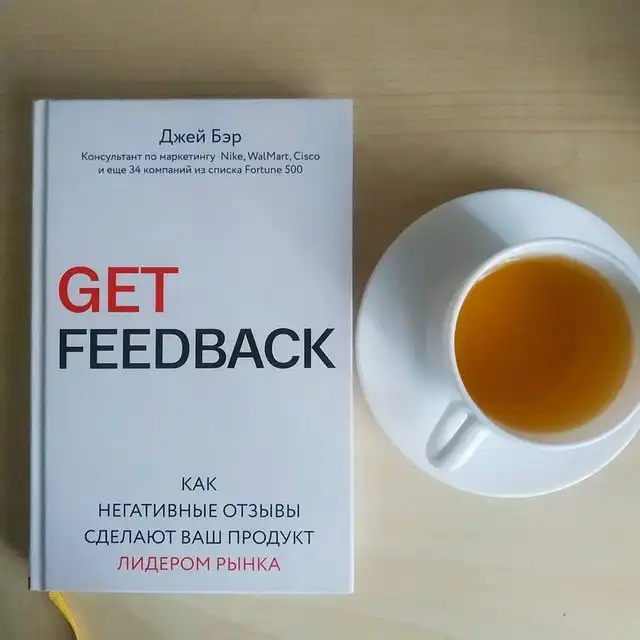 Джей Бэр
Консультант по маркетингу Nike, WalMart, Cisco
и еще 34 компаний из списка Fortune 500
GET
FEEDBACK
КАК
НЕГАТИВНЫЕ ОТЗЫВЫ
СДЕЛАЮТ ВАШ ПРОДУКТ
ЛИДЕРОМ РЫНКА